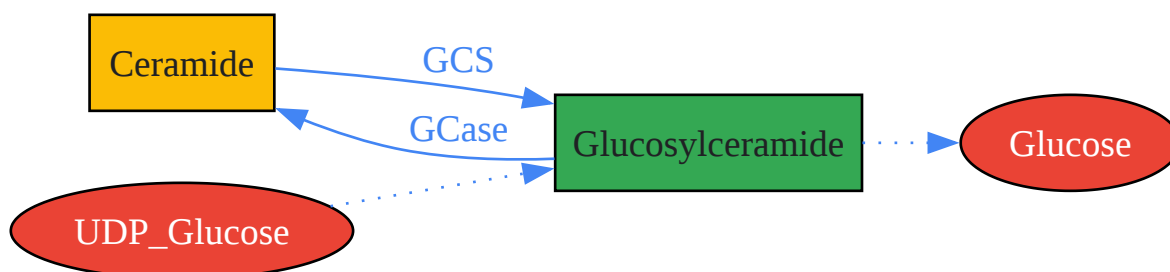 Ceramide
GCS
GCase
Glucosylceramide
Glucose
UDP_Glucose